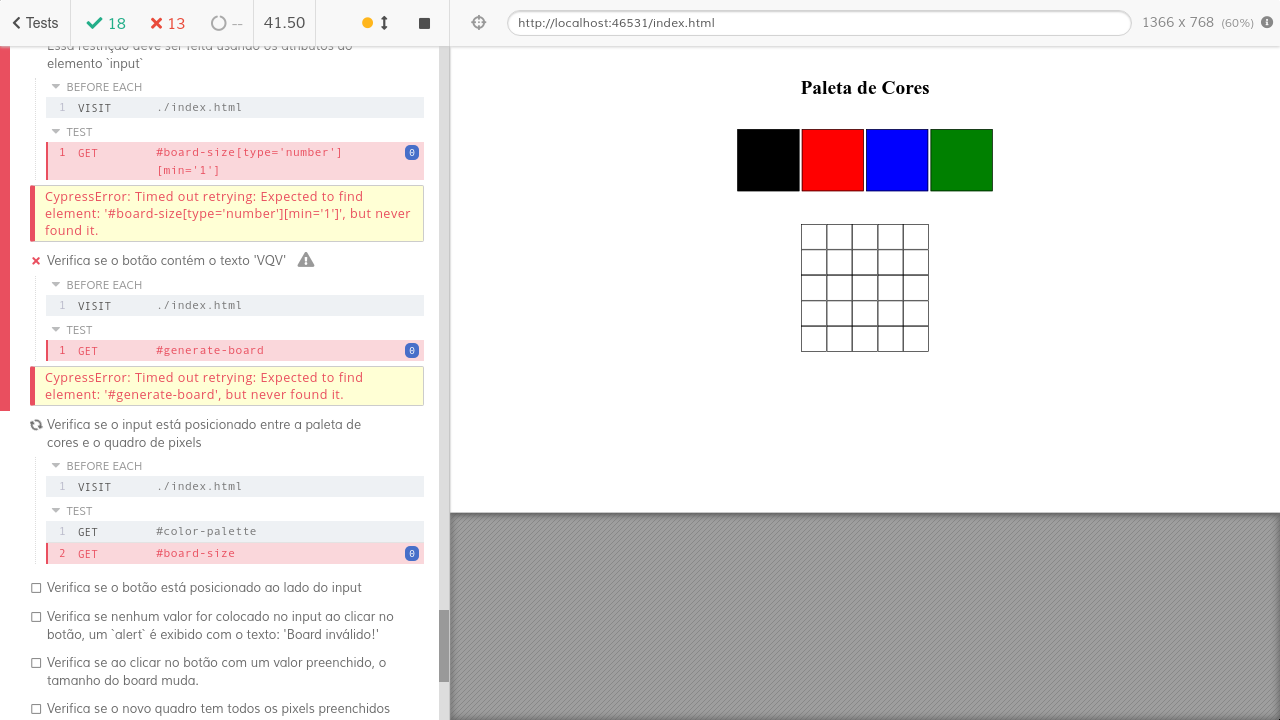 Tests 18 13 -- 41.50
http://localhost:46531/index.html 1366 x 768 (60%)
Essa restrição deve ser feita usando os atributos do
elemento `input`
BEFORE EACH
1 VISIT ./index.html
TEST
1 GET #board-size[type='number'] 0
[min='1']
CypressError: Timed out retrying: Expected to find
element: '#board-size[type='number'][min='1']', but never
found it.
Verifica se o botão contém o texto 'VQV'
BEFORE EACH
1 VISIT ./index.html
TEST
1 GET #generate-board 0
CypressError: Timed out retrying: Expected to find
element: '#generate-board', but never found it.
Verifica se o input está posicionado entre a paleta de
cores e o quadro de pixels
BEFORE EACH
1 VISIT ./index.html
TEST
1 GET #color-palette
2 GET #board-size 0
Verifica se o botão está posicionado ao lado do input
Verifica se nenhum valor for colocado no input ao clicar no
botão, um `alert` é exibido com o texto: 'Board inválido!'
Verifica se ao clicar no botão com um valor preenchido, o
tamanho do board muda.
Verifica se o novo quadro tem todos os pixels preenchidos
Paleta de Cores